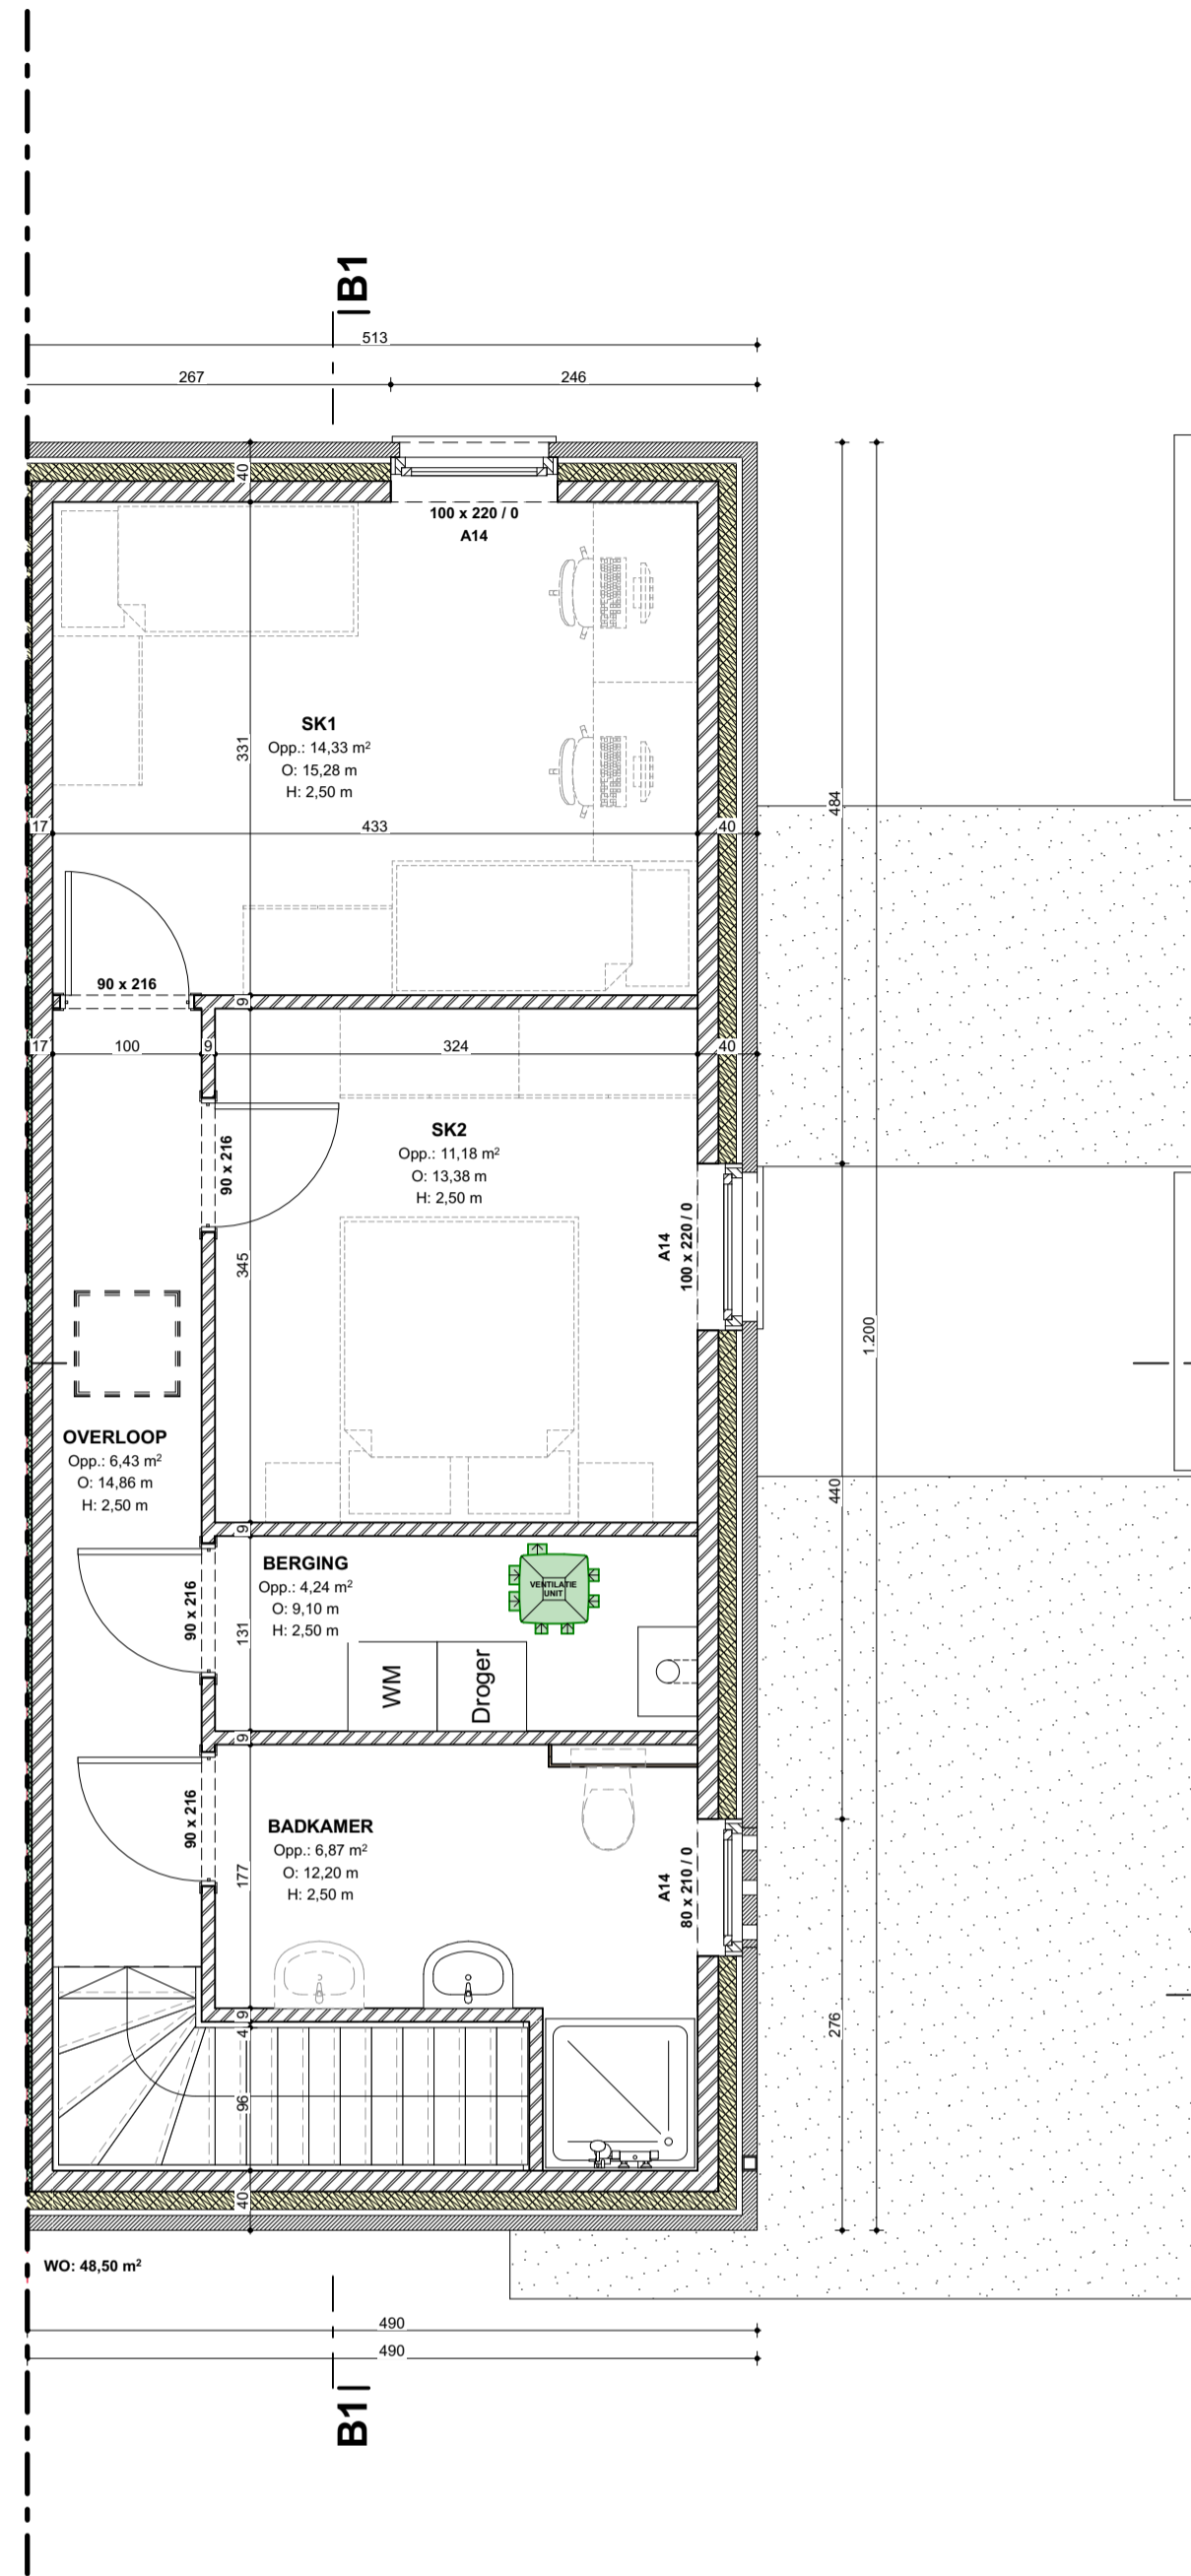 B1
513
267
246
40
100 x 220 / 0
A14
SK1
Opp.: 14,33 m²
O: 15,28 m
H: 2,50 m
331
484
17
433
40
90 x 216
9
17
100
9
324
40
SK2
Opp.: 11,18 m²
O: 13,38 m
H: 2,50 m
90 x 216
A14
100 x 220 / 0
345
1.200
OVERLOOP
Opp.: 6,43 m²
O: 14,86 m
H: 2,50 m
440
9
BERGING
Opp.: 4,24 m²
O: 9,10 m
H: 2,50 m
VENTILATIE
UNIT
90 x 216
131
WM
Droger
9
90 x 216
BADKAMER
Opp.: 6,87 m²
O: 12,20 m
H: 2,50 m
177
A14
80 x 210 / 0
9
4
276
96
40
WO: 48,50 m²
490
490
B1